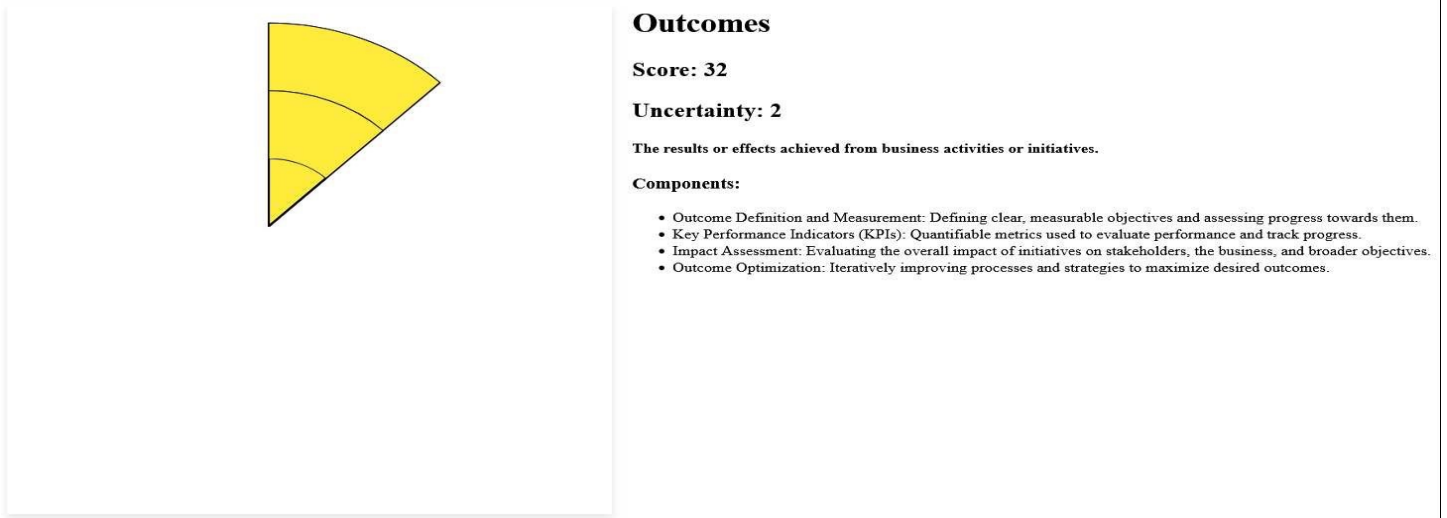 Outcomes
Score: 32
Uncertainty: 2
The results or effects achieved from business activities or initiatives.
Components:
• Outcome Definition and Measurement: Defining clear, measurable objectives and assessing progress towards them.
• Key Performance Indicators (KPIs): Quantifiable metrics used to evaluate performance and track progress.
• Impact Assessment: Evaluating the overall impact of initiatives on stakeholders, the business, and broader objectives.
• Outcome Optimization: Iteratively improving processes and strategies to maximize desired outcomes.